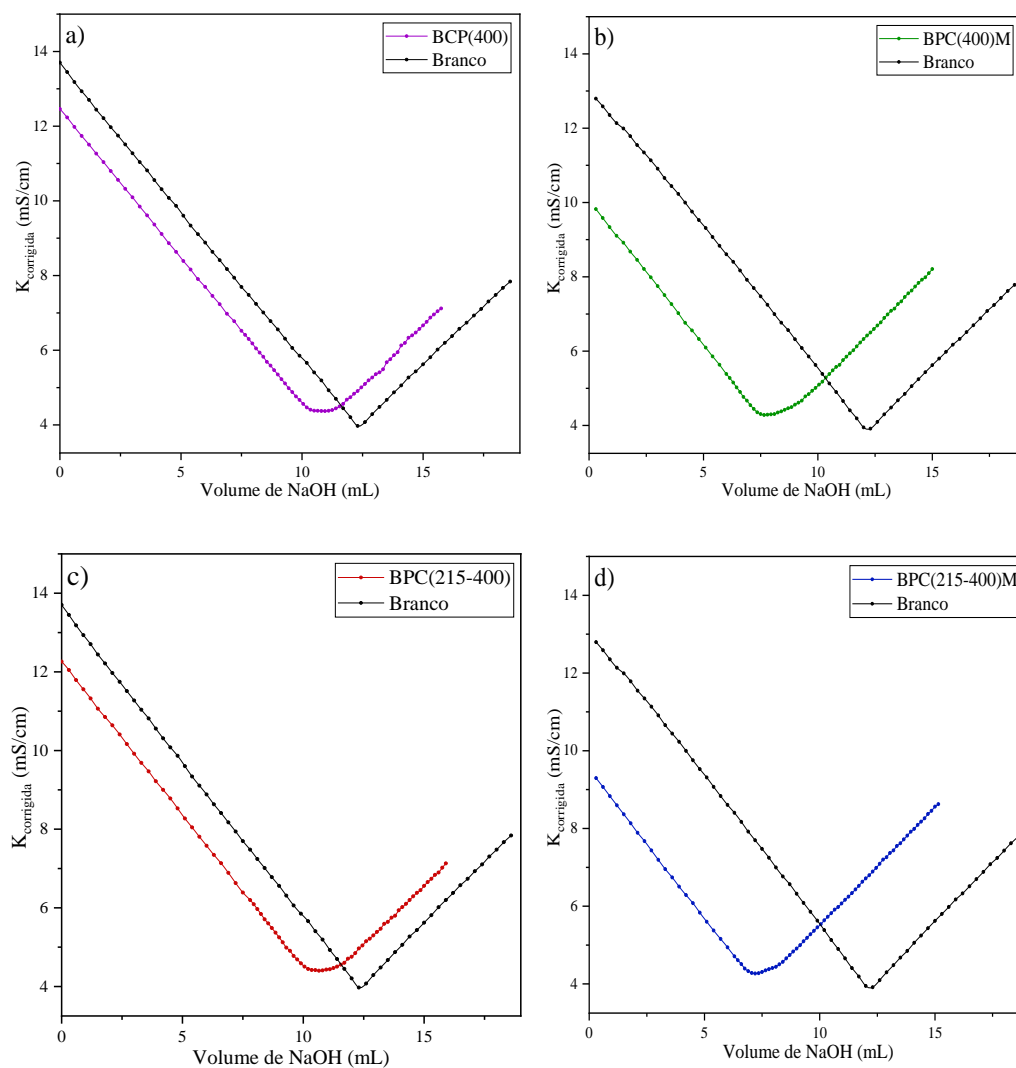 a)
BCP(400)
Branco
14
12
10
8
6
4
K corrigida (mS/cm)
0 5 10 15
Volume de NaOH (mL)
b)
BPC(400)M
Branco
14
12
10
8
6
4
K corrigida (mS/cm)
0 5 10 15
Volume de NaOH (mL)
c)
BPC(215-400)
Branco
14
12
10
8
6
4
K corrigida (mS/cm)
0 5 10 15
Volume de NaOH (mL)
d)
BPC(215-400)M
Branco
14
12
10
8
6
4
K corrigida (mS/cm)
0 5 10 15
Volume de NaOH (mL)